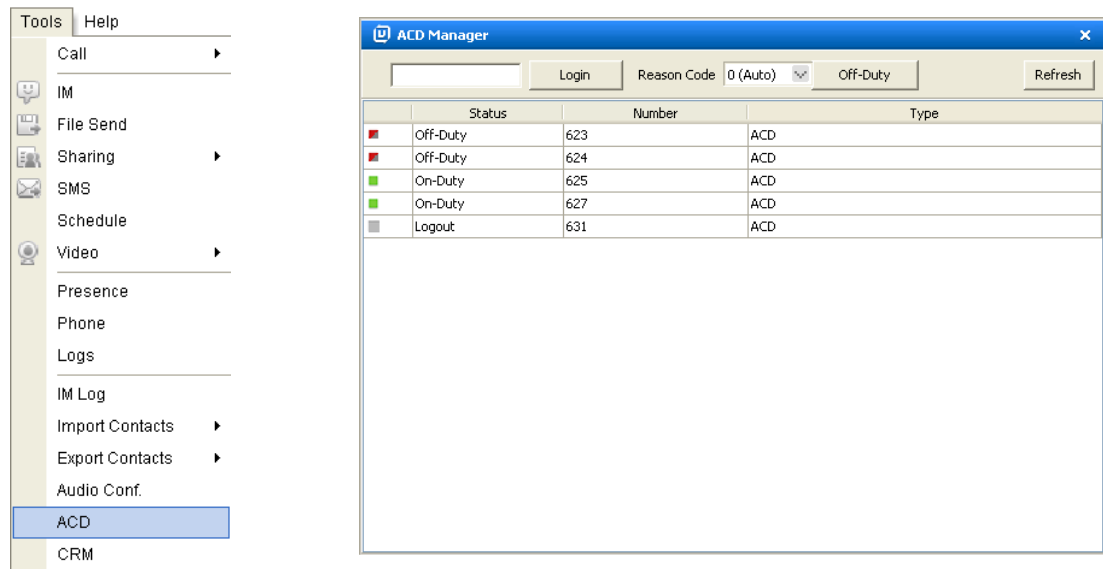 Tools Help
Call
IM
File Send
Sharing
SMS
Schedule
Video
Presence
Phone
Logs
IM Log
Import Contacts
Export Contacts
Audio Conf.
ACD
CRM
ACD Manager
Login Reason Code 0 (Auto) Off-Duty Refresh
Status Number Type
Off-Duty 623 ACD
Off-Duty 624 ACD
On-Duty 625 ACD
On-Duty 627 ACD
Logout 631 ACD